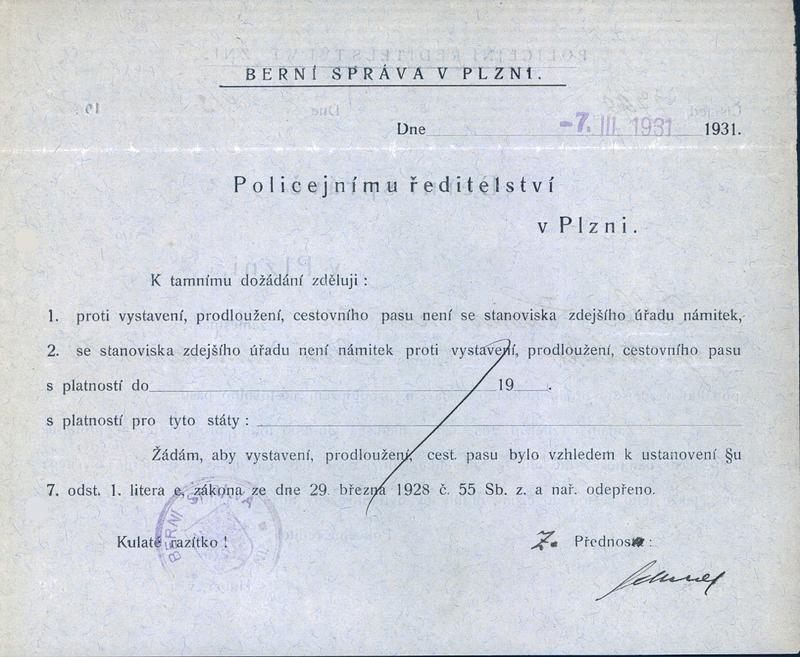 BERNÍ SPRÁVA V PLZNI.
Dne -7. III. 1931 1931.
Policejnímu ředitelství
v Plzni.
K tamnímu dožádání zděluji:
1. proti vystavení, prodloužení, cestovního pasu není se stanoviska zdejšího úřadu námitek,
2. se stanoviska zdejšího úřadu není námitek proti vystavení, prodloužení, cestovního pasu
s platností do 19 .
s platností pro tyto státy:
Žádám, aby vystavení, prodloužení, cest. pasu bylo vzhledem k ustanovení §u
7. odst. 1. litera e, zákona ze dne 29. března 1928 č. 55 Sb. z. a nař. odepřeno.
BERNÍ SPRÁVA
Kulaté razítko!
Z. Přednosta: